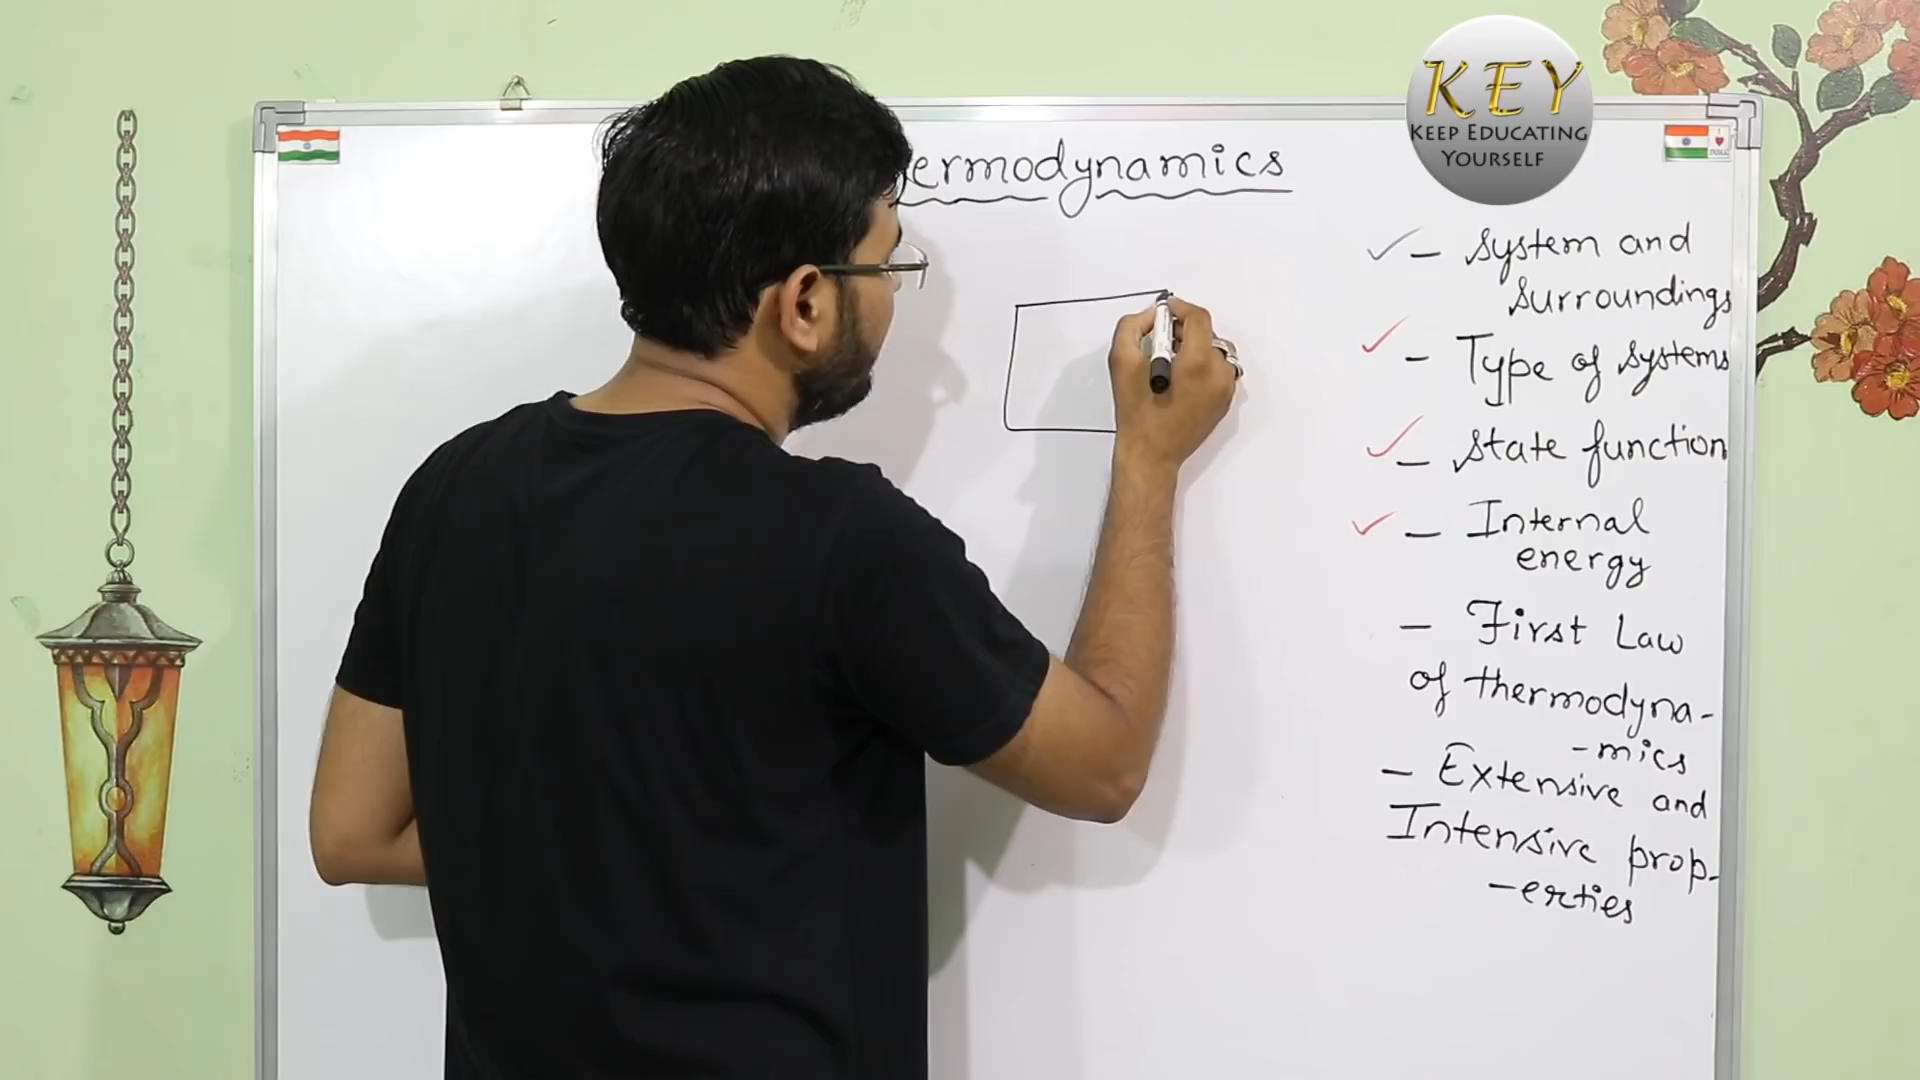 ermodynamics
KEY
KEEP EDUCATING
YOURSELF
- System and
Surroundings
- Type of systems
- State function
- Internal
energy
- First Law
of thermodyna-
-mics
- Extensive and
Intensive prop-
-erties